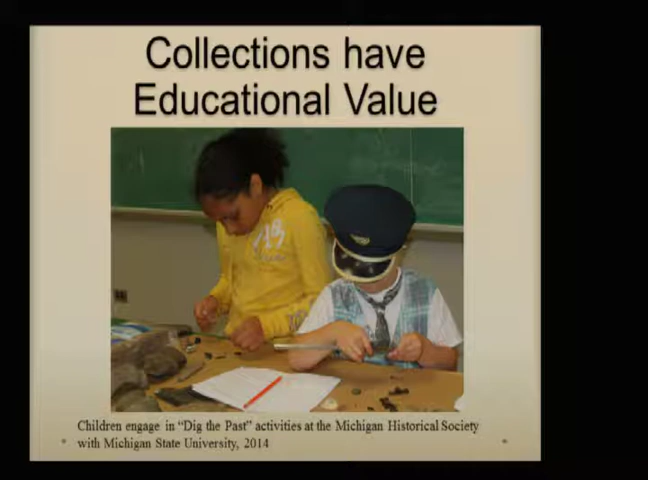 Collections have
Educational Value
Children engage in “Dig the Past” activities at the Michigan Historical Society
with Michigan State University, 2014